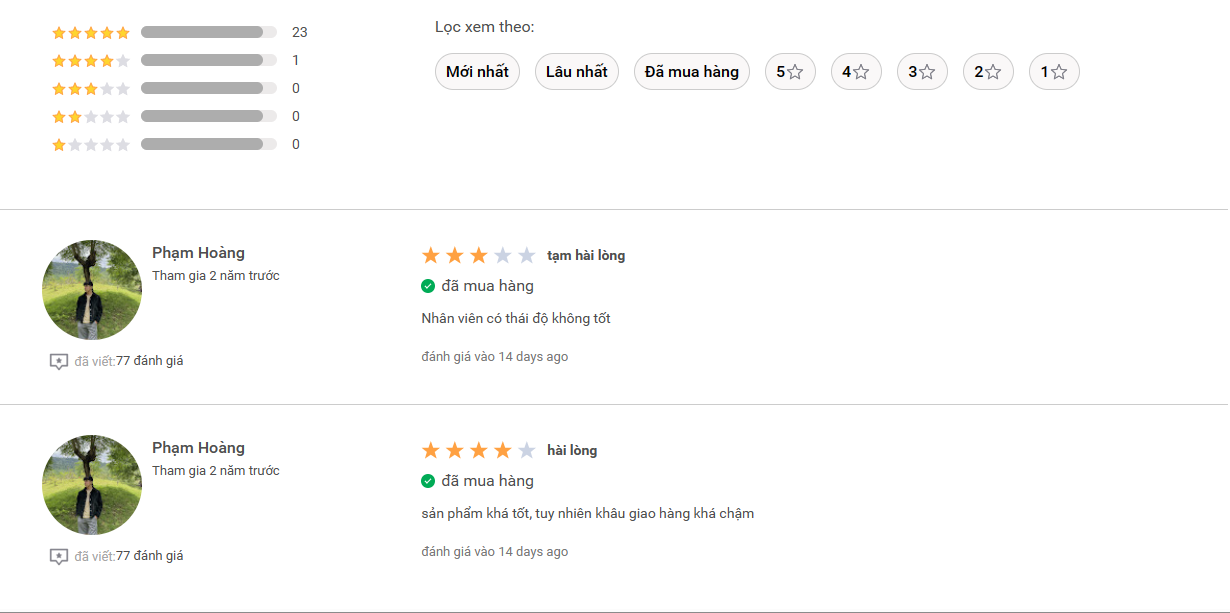 23
1
0
0
0
Lọc xem theo:
Mới nhất Lâu nhất Đã mua hàng 5 4 3 2 1
Phạm Hoàng
Tham gia 2 năm trước
đã viết:77 đánh giá
tạm hài lòng
đã mua hàng
Nhân viên có thái độ không tốt
đánh giá vào 14 days ago
Phạm Hoàng
Tham gia 2 năm trước
đã viết:77 đánh giá
hài lòng
đã mua hàng
sản phẩm khá tốt, tuy nhiên khâu giao hàng khá chậm
đánh giá vào 14 days ago